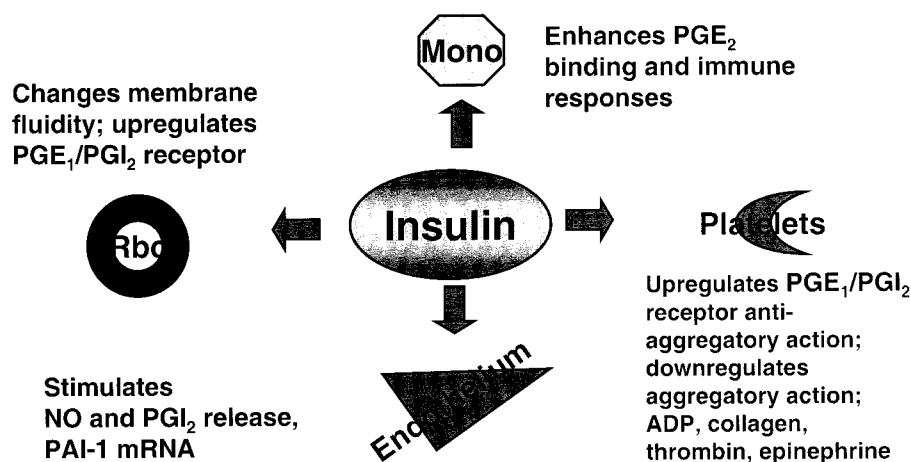 Mono
Enhances PGE₂
binding and immune
responses
Changes membrane
fluidity; upregulates
PGE₁/PGI₂ receptor
Insulin
Rbc
Platelets
Upregulates PGE₁/PGI₂
receptor anti-
aggregatory action;
downregulates
aggregatory action;
ADP, collagen,
thrombin, epinephrine
Endothelium
Stimulates
NO and PGI₂ release,
PAI-1 mRNA